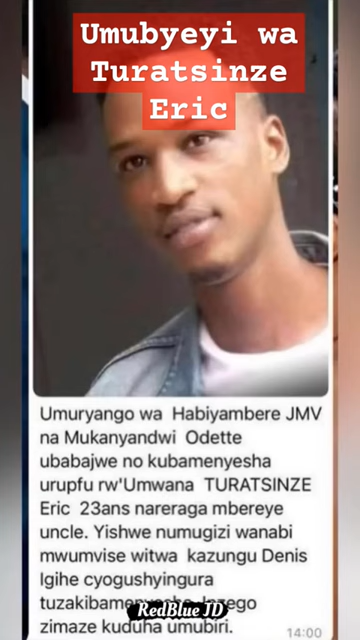 Umubyeyi wa
Turatsinze
Eric
Umuryango wa Habiyambere JMV
na Mukanyandwi Odette
ubabajwe no kubamenyesha
urupfu rw'Umwana TURATSINZE
Eric 23ans nareraga mbereye
uncle. Yishwe numugizi wanabi
mwumvise witwa kazungu Denis
Igihe cyogushyingura
RedBlue JD
zimaze kuduha umubiri.
14:00